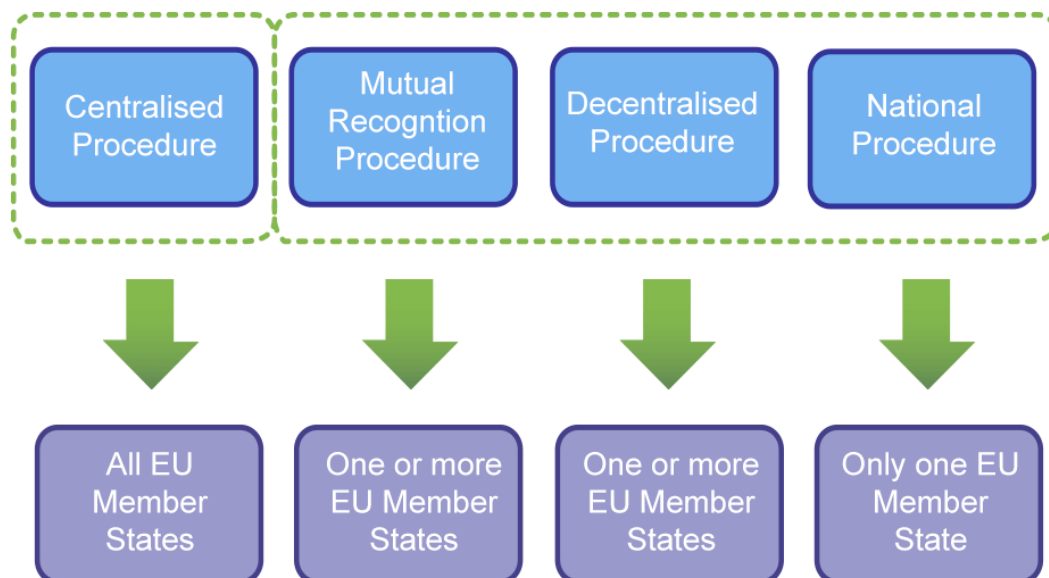 Centralised
Procedure
Mutual
Recogntion
Procedure
Decentralised
Procedure
National
Procedure
All EU
Member
States
One or more
EU Member
States
One or more
EU Member
States
Only one EU
Member
State